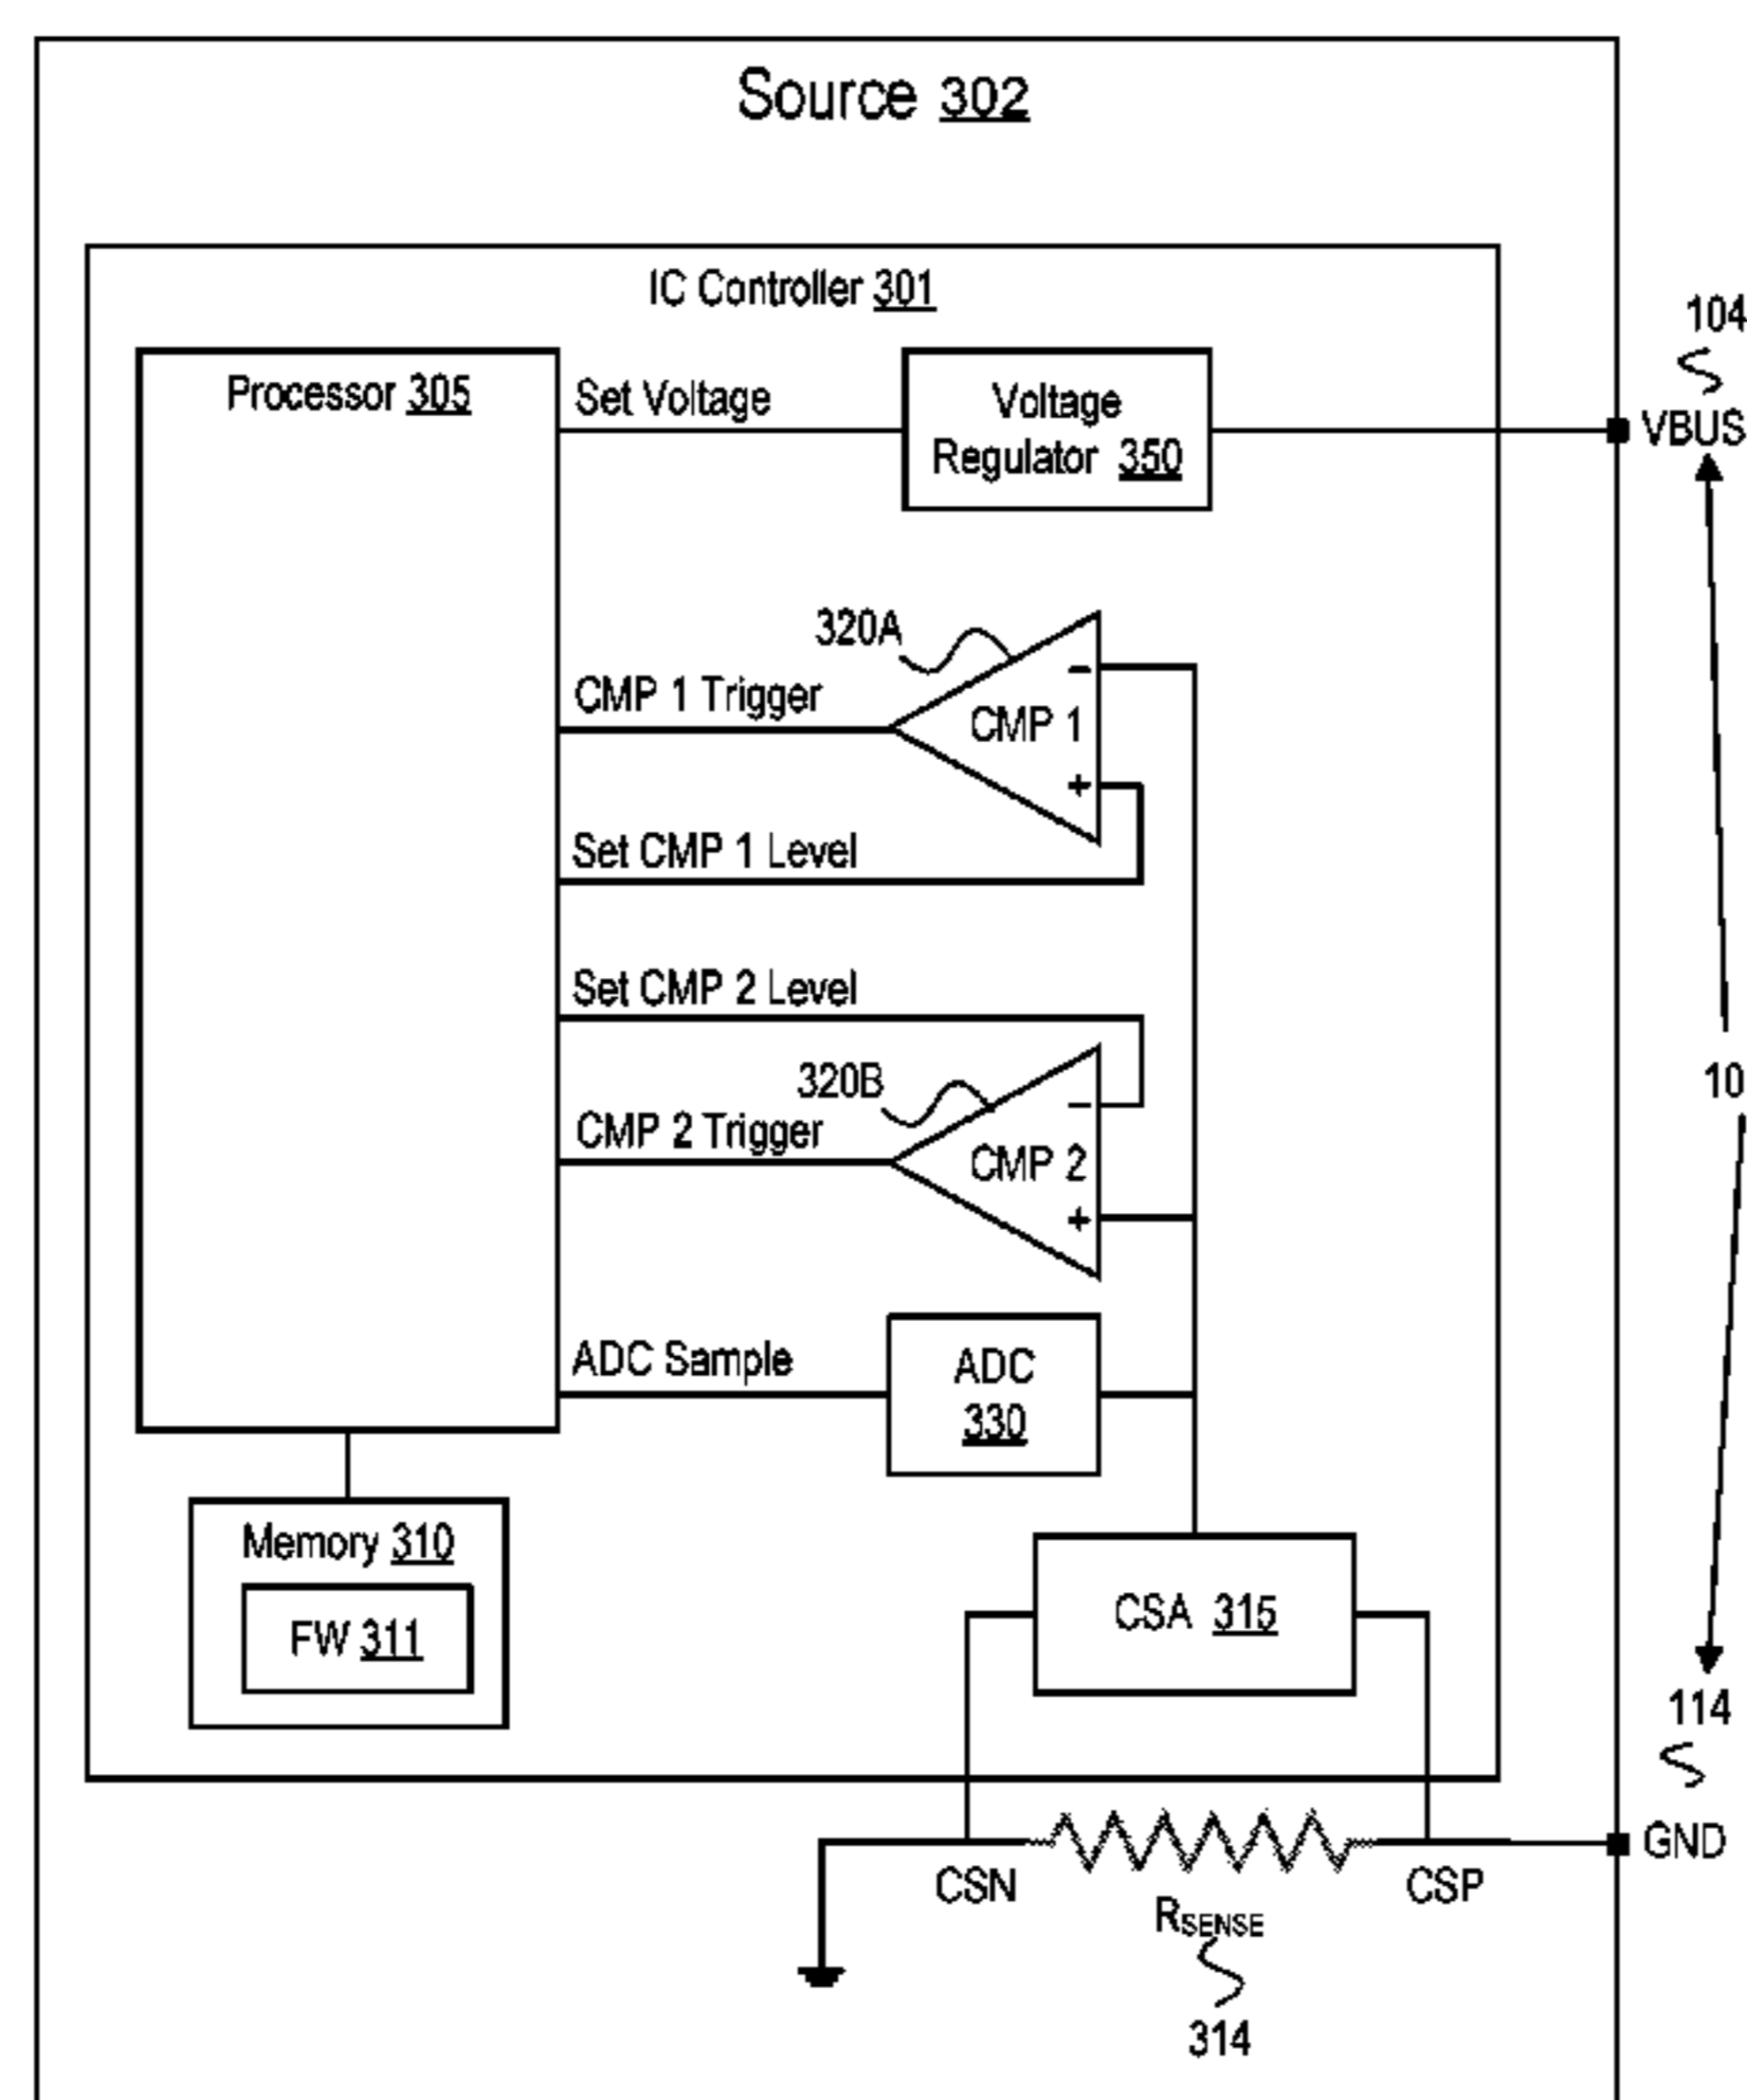 Source 302
IC Controller 301
104
Processor 305
Set Voltage
Voltage
Regulator 350
VBUS
320A
CMP 1 Trigger
-
CMP 1
+
Set CMP 1 Level
Set CMP 2 Level
320B
-
10
CMP 2 Trigger
CMP 2
+
ADC Sample
ADC
330
Memory 310
FW 311
CSA 315
114
GND
CSN
CSP
RSENSE
314